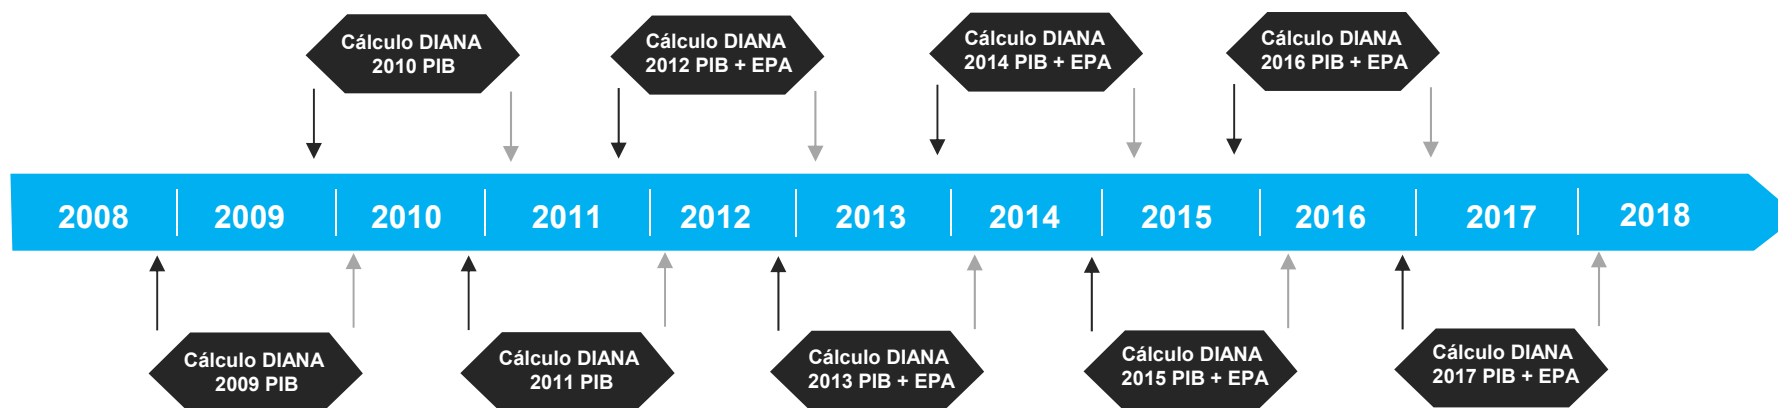 Cálculo DIANA
2010 PIB
Cálculo DIANA
2012 PIB + EPA
Cálculo DIANA
2014 PIB + EPA
Cálculo DIANA
2016 PIB + EPA
2008
2009
2010
2011
2012
2013
2014
2015
2016
2017
2018
Cálculo DIANA
2009 PIB
Cálculo DIANA
2011 PIB
Cálculo DIANA
2013 PIB + EPA
Cálculo DIANA
2015 PIB + EPA
Cálculo DIANA
2017 PIB + EPA